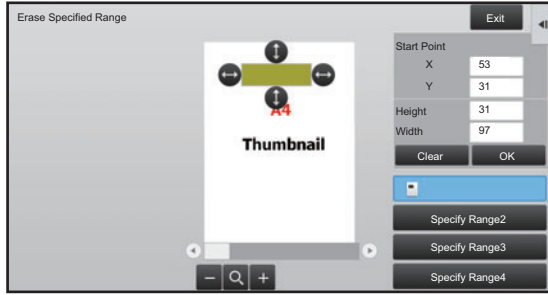 Erase Specified Range
Exit
Start Point
X 53
Y 31
Height 31
Width 97
Clear OK
A4
Thumbnail
Specify Range2
Specify Range3
Specify Range4